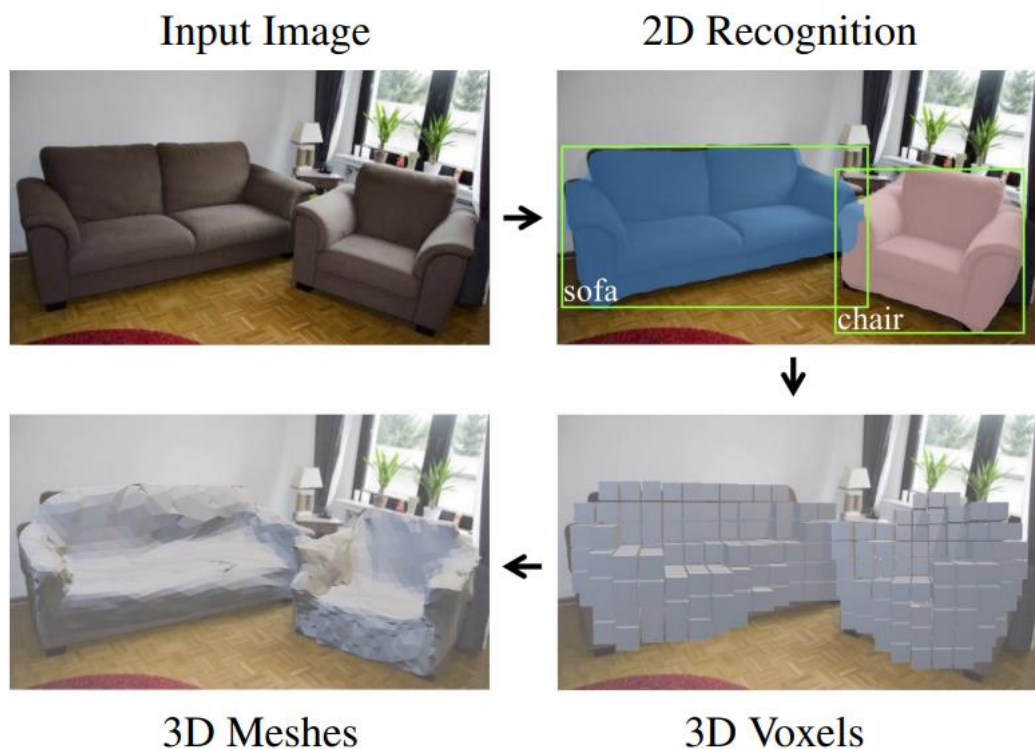 Input Image
2D Recognition
sofa
chair
3D Meshes
3D Voxels